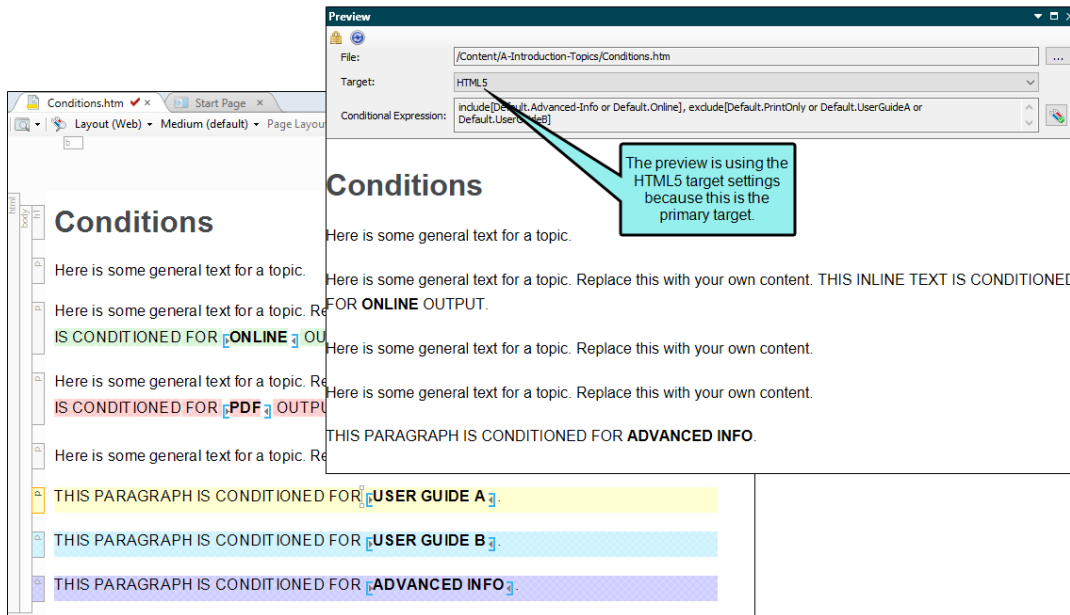 Preview
File:
/Content/A-Introduction-Topics/Conditions.htm
...
Target:
HTML5
Conditional Expression:
include[Default.Advanced-Info or Default.Online], exclude[Default.PrintOnly or Default.UserGuideA or
Default.UserGuideB]
The preview is using the
HTML5 target settings
because this is the
primary target.
Conditions
Here is some general text for a topic.
Here is some general text for a topic. Replace this with your own content. THIS INLINE TEXT IS CONDITIONED
FOR ONLINE OUTPUT.
Here is some general text for a topic. Replace this with your own content.
Here is some general text for a topic. Replace this with your own content.
THIS PARAGRAPH IS CONDITIONED FOR ADVANCED INFO.
Conditions.htm
Start Page
Layout (Web)
Medium (default)
Page Layou
b
html
body
h1
Conditions
p
Here is some general text for a topic.
p
Here is some general text for a topic. Re
IS CONDITIONED FOR ONLINE OU
p
Here is some general text for a topic. Re
IS CONDITIONED FOR PDF OUTPU
p
Here is some general text for a topic. Re
p
THIS PARAGRAPH IS CONDITIONED FOR USER GUIDE A.
p
THIS PARAGRAPH IS CONDITIONED FOR USER GUIDE B.
p
THIS PARAGRAPH IS CONDITIONED FOR ADVANCED INFO.